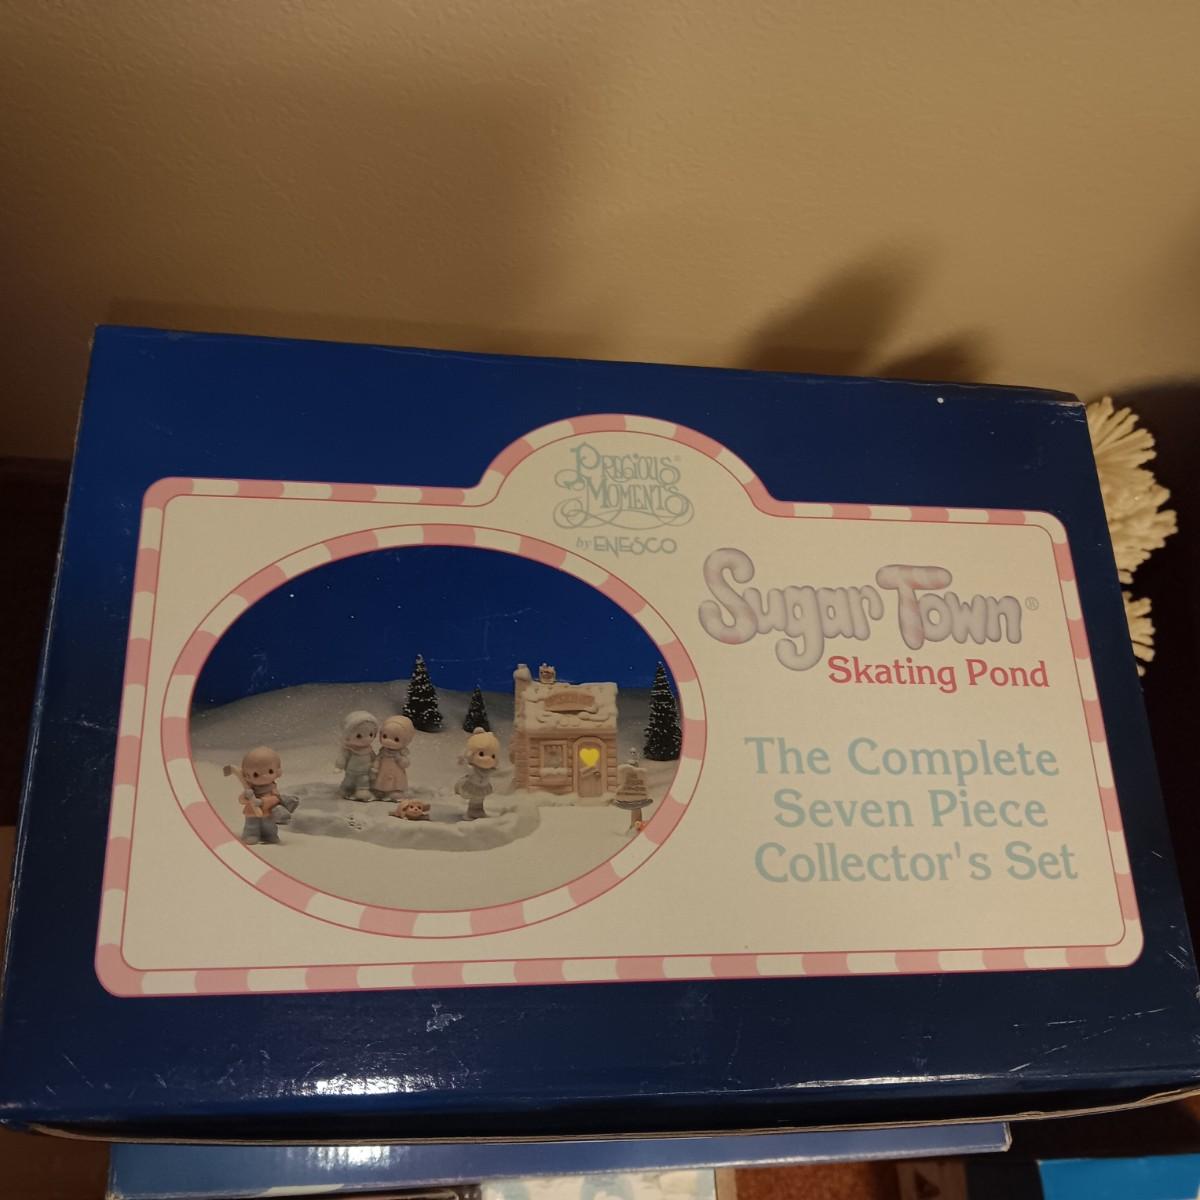 Precious®
Moments
by ENESCO
Sugar Town®
Skating Pond
The Complete
Seven Piece
Collector's Set